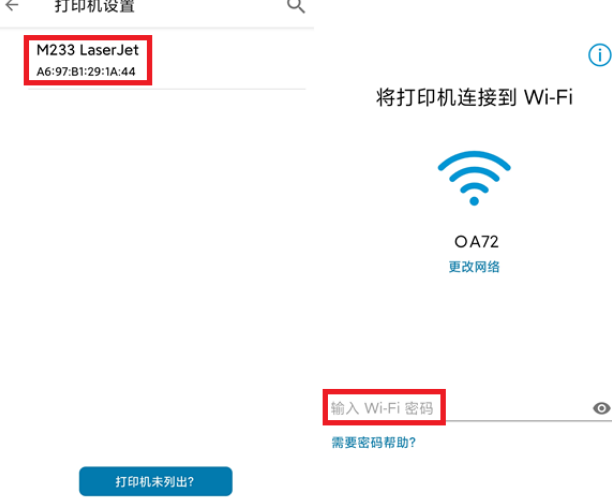 打印机设置
M233 LaserJet
A6:97:B1:29:1A:44
打印机未列出?
将打印机连接到 Wi-Fi
OA72
更改网络
输入 Wi-Fi 密码
需要密码帮助?